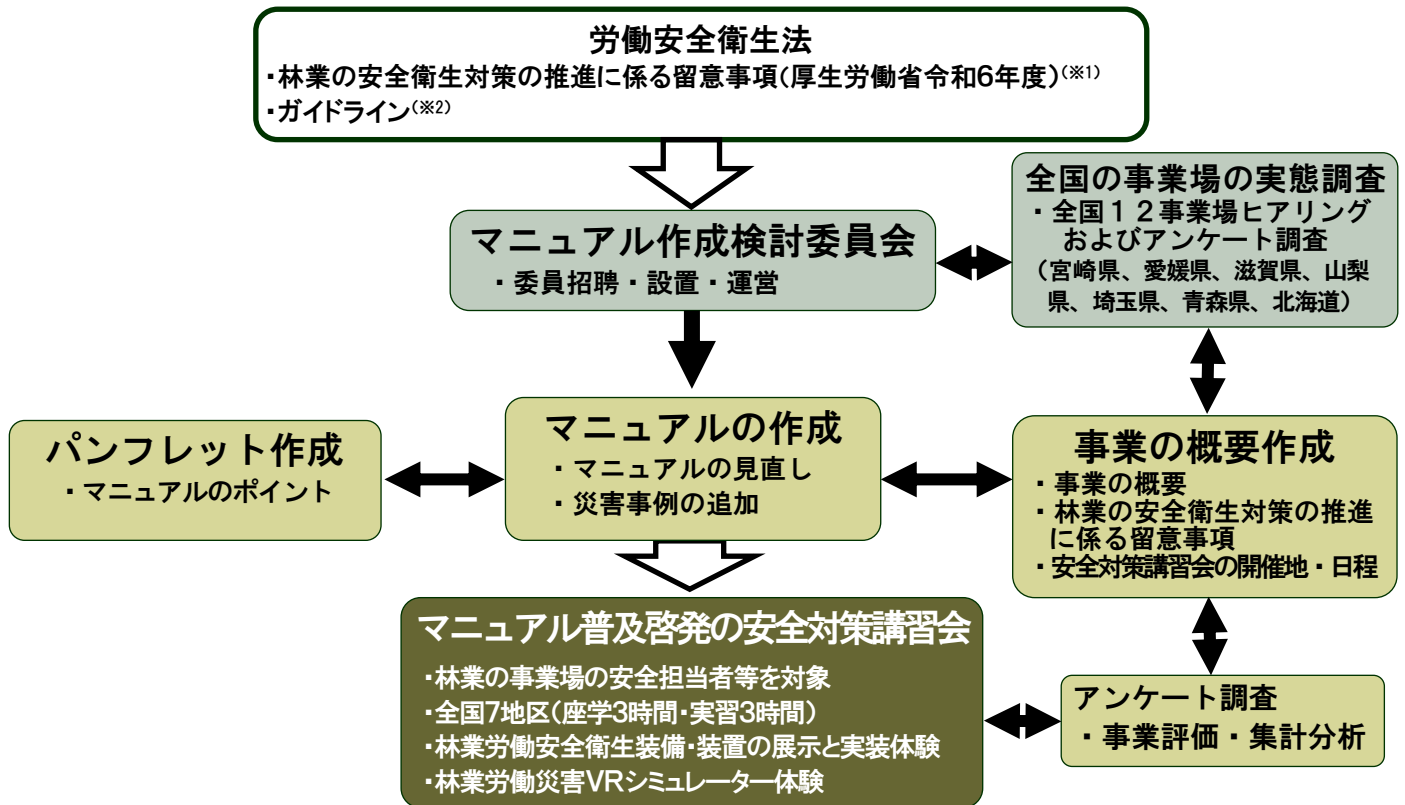 労働安全衛生法
・林業の安全衛生対策の推進に係る留意事項(厚生労働省令和6年度)(※1)
・ガイドライン(※2)
全国の事業場の実態調査
・全国12事業場ヒアリング
およびアンケート調査
(宮崎県、愛媛県、滋賀県、山梨
県、埼玉県、青森県、北海道)
マニュアル作成検討委員会
・委員招聘・設置・運営
パンフレット作成
・マニュアルのポイント
マニュアルの作成
・マニュアルの見直し
・災害事例の追加
事業の概要作成
・事業の概要
・林業の安全衛生対策の推進
に係る留意事項
・安全対策講習会の開催地・日程
マニュアル普及啓発の安全対策講習会
・林業の事業場の安全担当者等を対象
・全国7地区(座学3時間・実習3時間)
・林業労働安全衛生装備・装置の展示と実装体験
・林業労働災害VRシミュレーター体験
アンケート調査
・事業評価・集計分析